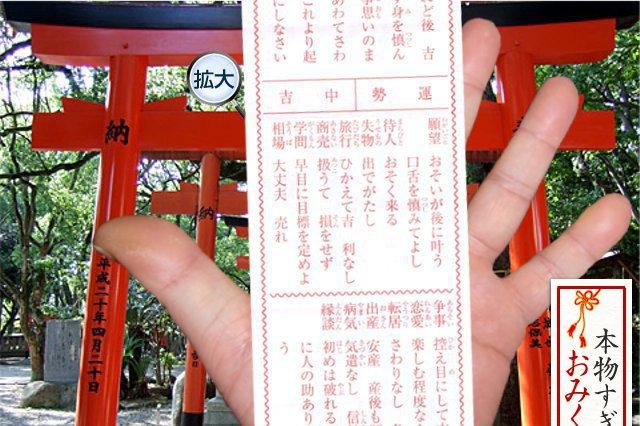 ど後 吉
す身を慎ん
事思いのま
あわてさわ
これより起
にしなさい
運 勢 中 吉
願望 おそいが後に叶う
口舌を慎みてよし
待人 おそく来る
失物 出でがたし
旅行 ひかえて吉 利なし
商売 扱うて 損をせず
学問 早目に目標を定めよ
相場 大丈夫 売れ
争事 控え目にして
恋愛 楽しむ程度な
転居 さわりなし
出産 安産 産後も
病気 気遣なし 信
縁談 初めは破れる
に人の助あり
う
拡大
納
納
平成二十年四月二十日
本物すぎ
おみく